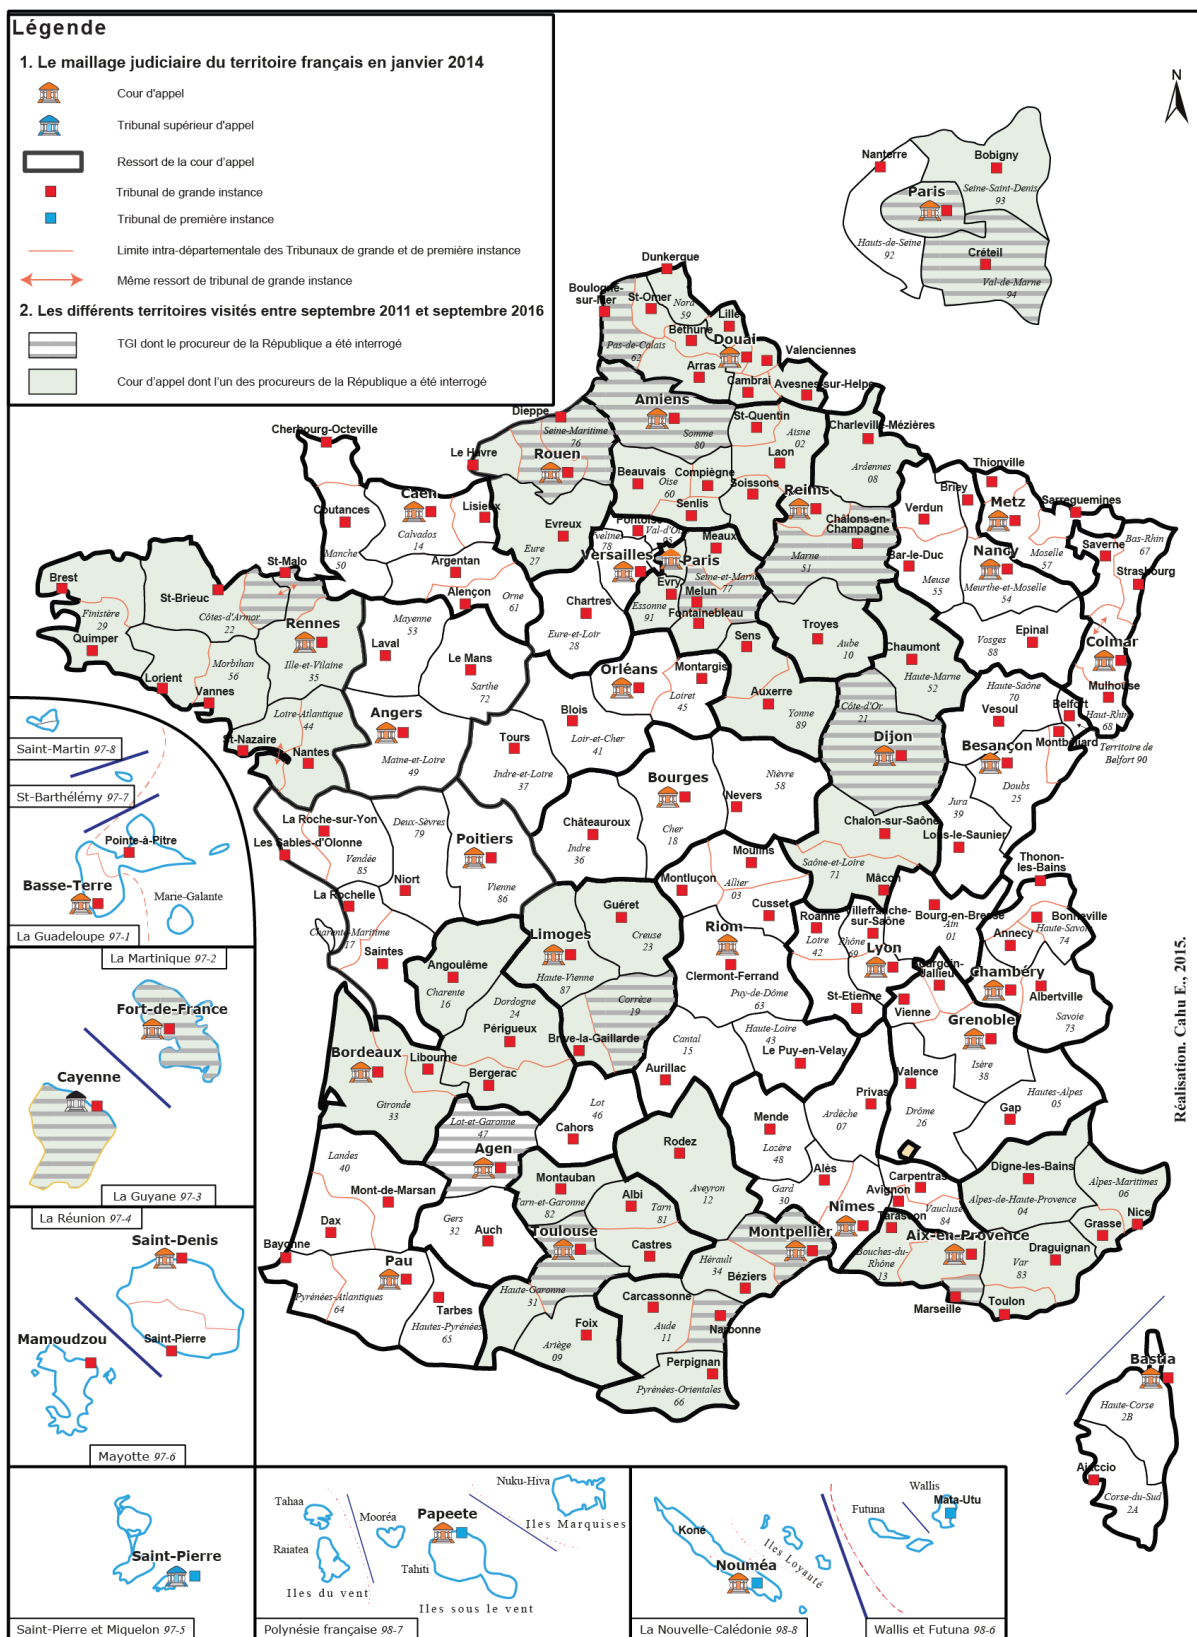 Légende
1. Le maillage judiciaire du territoire français en janvier 2014
Cour d'appel
Tribunal supérieur d'appel
Ressort de la cour d'appel
Tribunal de grande instance
Tribunal de première instance
Limite intra-départementale des Tribunaux de grande et de première instance
Même ressort de tribunal de grande instance
2. Les différents territoires visités entre septembre 2011 et septembre 2016
TGI dont le procureur de la République a été interrogé
Cour d'appel dont l'un des procureurs de la République a été interrogé
N
Nanterre
Bobigny
Seine-Saint-Denis
93
Paris
Hauts-de-Seine
92
Créteil
Val-de-Marne
94
Dunkerque
Boulogne-
sur-Mer
St-Omer
Nord
59
Lille
Béthune
Douai
Valenciennes
Pas-de-Calais
62
Arras
Cambrai
Avesnes-sur-Helpe
Amiens
Somme
80
St-Quentin
Aisne
02
Charleville-Mézières
Dieppe
Seine-Maritime
76
Cherbourg-Octeville
Le Havre
Rouen
Beauvais
Oise
60
Compiègne
Laon
Soissons
Ardennes
08
Senlis
Reims
Thionville
Briey
Metz
Sarreguemines
Verdun
Coutances
Caen
Lisieux
Calvados
14
Evreux
Eure
27
Pontoise
Val-d'Oise
95
Yvelines
78
Versailles
Paris
Meaux
Seine-et-Marne
77
Châlons-en-
Champagne
Marne
51
Bar-le-Duc
Meuse
55
Nancy
Meurthe-et-Moselle
54
Moselle
57
Saverne
Bas-Rhin
67
Strasbourg
Manche
50
St-Malo
Argentan
Alençon
Orne
61
Evry
Essonne
91
Melun
Fontainebleau
Chartres
Eure-et-Loir
28
Brest
Finistère
29
Quimper
St-Brieuc
Côtes-d'Armor
22
Rennes
Ille-et-Vilaine
35
Mayenne
53
Laval
Le Mans
Sarthe
72
Sens
Troyes
Aube
10
Chaumont
Haute-Marne
52
Vosges
88
Epinal
Colmar
Morbihan
56
Lorient
Vannes
Orléans
Montargis
Loiret
45
Auxerre
Yonne
89
Côte-d'Or
21
Dijon
Haute-Saône
70
Vesoul
Belfort
Mulhouse
Haut-Rhin
68
Montbéliard
Territoire de
Belfort 90
Loire-Atlantique
44
St-Nazaire
Nantes
Angers
Maine-et-Loire
49
Blois
Loir-et-Cher
41
Tours
Indre-et-Loire
37
Bourges
Nièvre
58
Nevers
Cher
18
Besançon
Doubs
25
Jura
39
Châteauroux
Indre
36
Chalon-sur-Saône
Lons-le-Saunier
La Roche-sur-Yon
Les Sables-d'Olonne
Vendée
85
Deux-Sèvres
79
Poitiers
Vienne
86
Niort
Moulins
Saône-et-Loire
71
Mâcon
Thonon-
les-Bains
Montluçon
Allier
03
Cusset
La Rochelle
Charente-Maritime
17
Guéret
Creuse
23
Roanne
Loire
42
Villefranche-
sur-Saône
Rhône
69
Lyon
Bourg-en-Bresse
Ain
01
Bonneville
Haute-Savoie
74
Annecy
Saintes
Angoulême
Charente
16
Limoges
Haute-Vienne
87
Riom
Clermont-Ferrand
Puy-de-Dôme
63
St-Etienne
Bourgoin-
Jallieu
Vienne
Chambéry
Albertville
Savoie
73
Dordogne
24
Périgueux
Corrèze
19
Brive-la-Gaillarde
Cantal
15
Haute-Loire
43
Le Puy-en-Velay
Grenoble
Isère
38
Bordeaux
Libourne
Gironde
33
Bergerac
Aurillac
Privas
Ardèche
07
Valence
Drôme
26
Hautes-Alpes
05
Gap
Lot-et-Garonne
47
Agen
Lot
46
Cahors
Rodez
Aveyron
12
Mende
Lozère
48
Landes
40
Mont-de-Marsan
Montauban
Tarn-et-Garonne
82
Albi
Tarn
81
Alès
Gard
30
Nîmes
Carpentras
Avignon
Vaucluse
84
Digne-les-Bains
Alpes-de-Haute-Provence
04
Alpes-Maritimes
06
Nice
Grasse
Dax
Bayonne
Gers
32
Auch
Toulouse
Castres
Montpellier
Tarascon
Aix-en-Provence
Draguignan
Var
83
Pau
Pyrénées-Atlantiques
64
Tarbes
Hautes-Pyrénées
65
Haute-Garonne
31
Foix
Ariège
09
Carcassonne
Aude
11
Hérault
34
Béziers
Narbonne
Bouches-du-
Rhône
13
Marseille
Toulon
Perpignan
Pyrénées-Orientales
66
Bastia
Haute-Corse
2B
Ajaccio
Corse-du-Sud
2A
Réalisation. Cahu E., 2015.
Saint-Martin 97-8
St-Barthélémy 97-7
Pointe-à-Pitre
Basse-Terre
Marie-Galante
La Guadeloupe 97-1
La Martinique 97-2
Fort-de-France
Cayenne
La Guyane 97-3
La Réunion 97-4
Saint-Denis
Saint-Pierre
Mamoudzou
Mayotte 97-6
Saint-Pierre
Saint-Pierre et Miquelon 97-5
Tahaa
Raiatea
Mooréa
Papeete
Tahiti
Nuku-Hiva
Iles Marquises
Iles du vent
Iles sous le vent
Polynésie française 98-7
Koné
Nouméa
Iles Loyauté
La Nouvelle-Calédonie 98-8
Wallis
Futuna
Mata-Utu
Wallis et Futuna 98-6